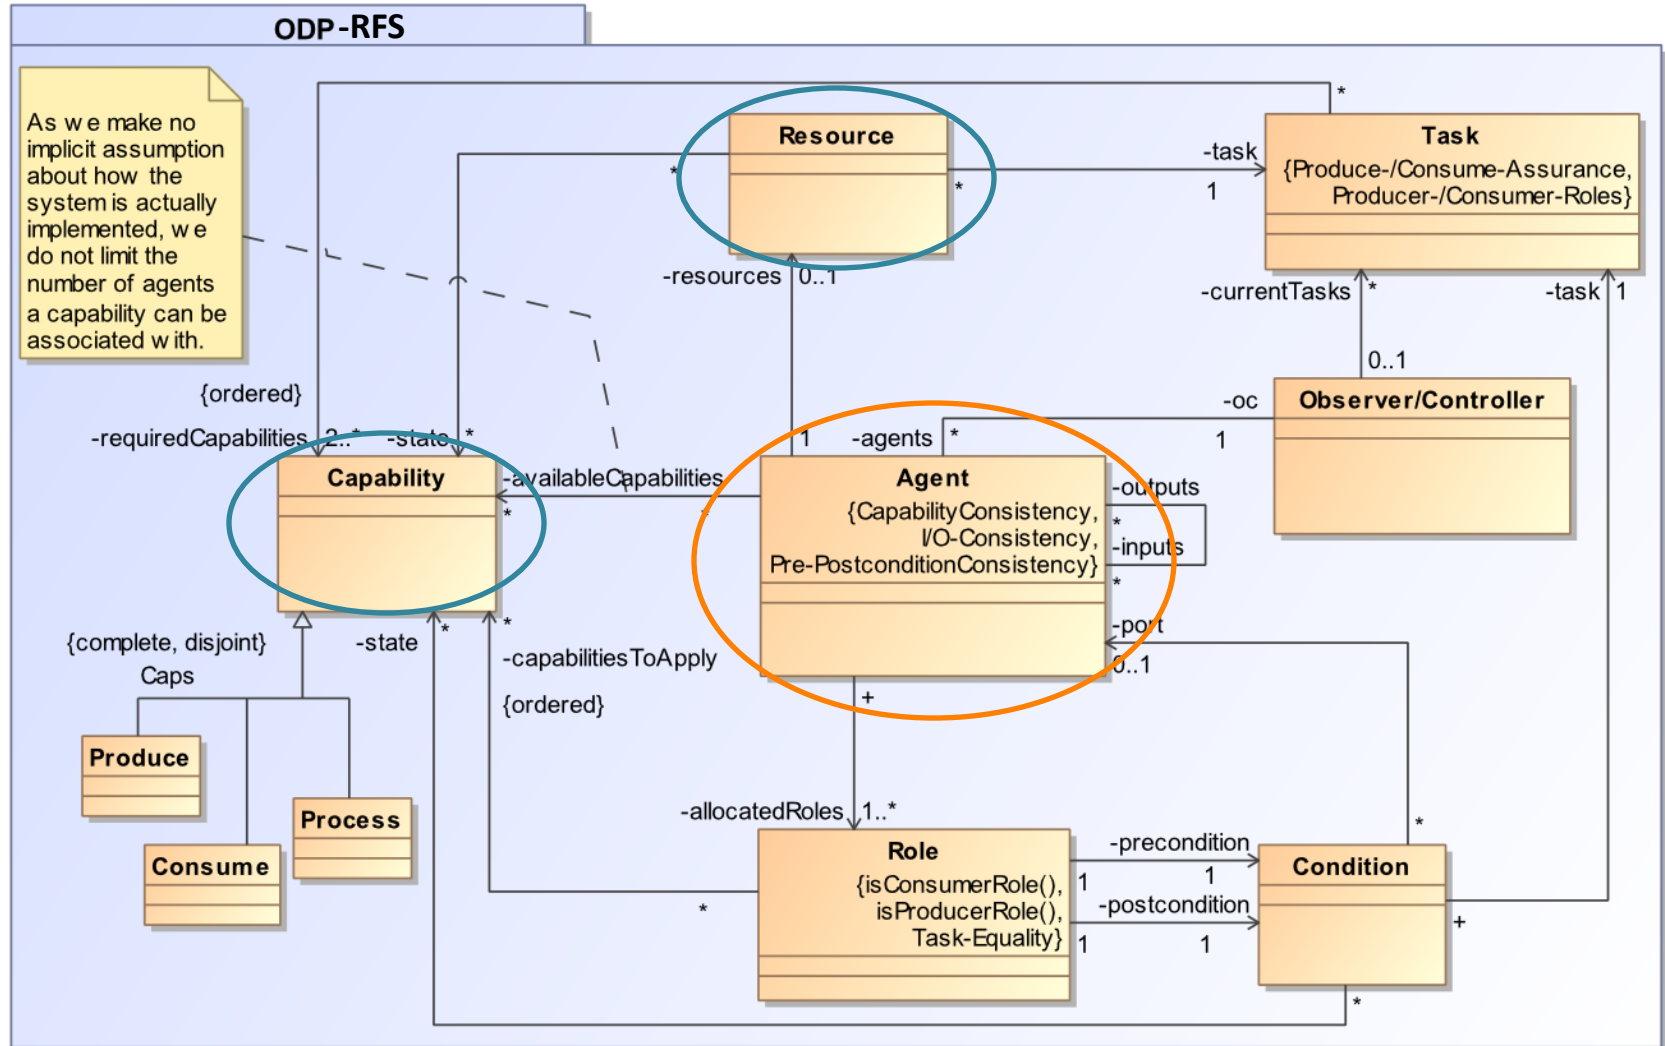 ODP-RFS
As we make no
implicit assumption
about how the
system is actually
implemented, we
do not limit the
number of agents
a capability can be
associated with.
Resource
*
*
-task
1
*
Task
{Produce-/Consume-Assurance,
Producer-/Consumer-Roles}
-resources
0..1
-currentTasks
*
-task
1
0..1
{ordered}
-requiredCapabilities
2..*
-state
*
1
-agents
*
-oc
1
Observer/Controller
Capability
-availableCapabilities
*
*
Agent
{CapabilityConsistency,
I/O-Consistency,
Pre-PostconditionConsistency}
-outputs
*
-inputs
*
{complete, disjoint}
Caps
-state
*
*
-capabilitiesToApply
{ordered}
-port
0..1
+
Produce
Process
Consume
-allocatedRoles
1..*
*
Role
{isConsumerRole(),
isProducerRole(),
Task-Equality}
-precondition
1
1
-postcondition
1
1
*
Condition
+
*